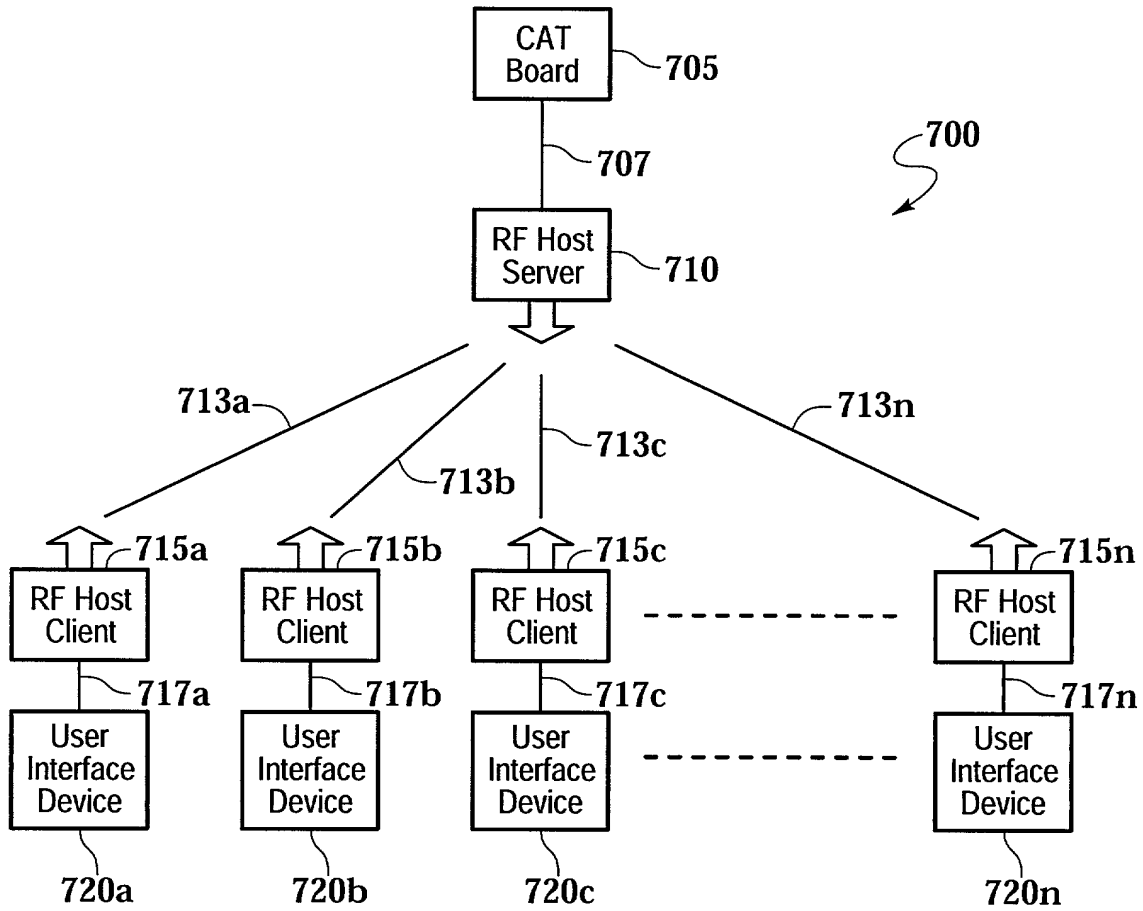 CAT
Board
705
707
700
RF Host
Server
710
713a
713b
713c
713n
715a
715b
715c
715n
RF Host
Client
RF Host
Client
RF Host
Client
RF Host
Client
717a
717b
717c
717n
User
Interface
Device
User
Interface
Device
User
Interface
Device
User
Interface
Device
720a
720b
720c
720n